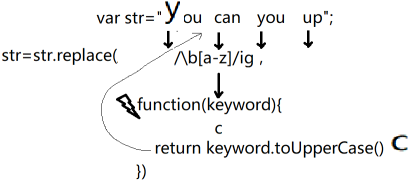 var str="You can you up";
str=str.replace( /\b[a-z]/ig ,
function(keyword){
c
return keyword.toUpperCase() C
})